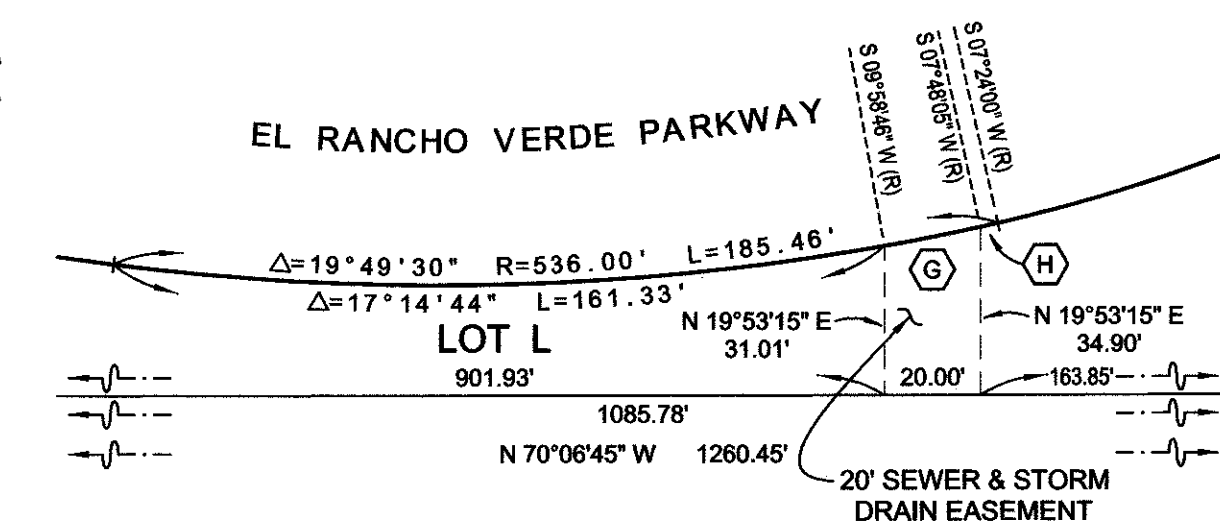 S 09°58'46" W (R)
S 07°48'05" W (R)
S 07°24'00" W (R)
EL RANCHO VERDE PARKWAY
Δ=19°49'30" R=536.00' L=185.46'
Δ=17°14'44" L=161.33'
G
H
LOT L
N 19°53'15" E
31.01'
N 19°53'15" E
34.90'
901.93'
20.00'
163.85'
1085.78'
N 70°06'45" W 1260.45'
20' SEWER & STORM
DRAIN EASEMENT